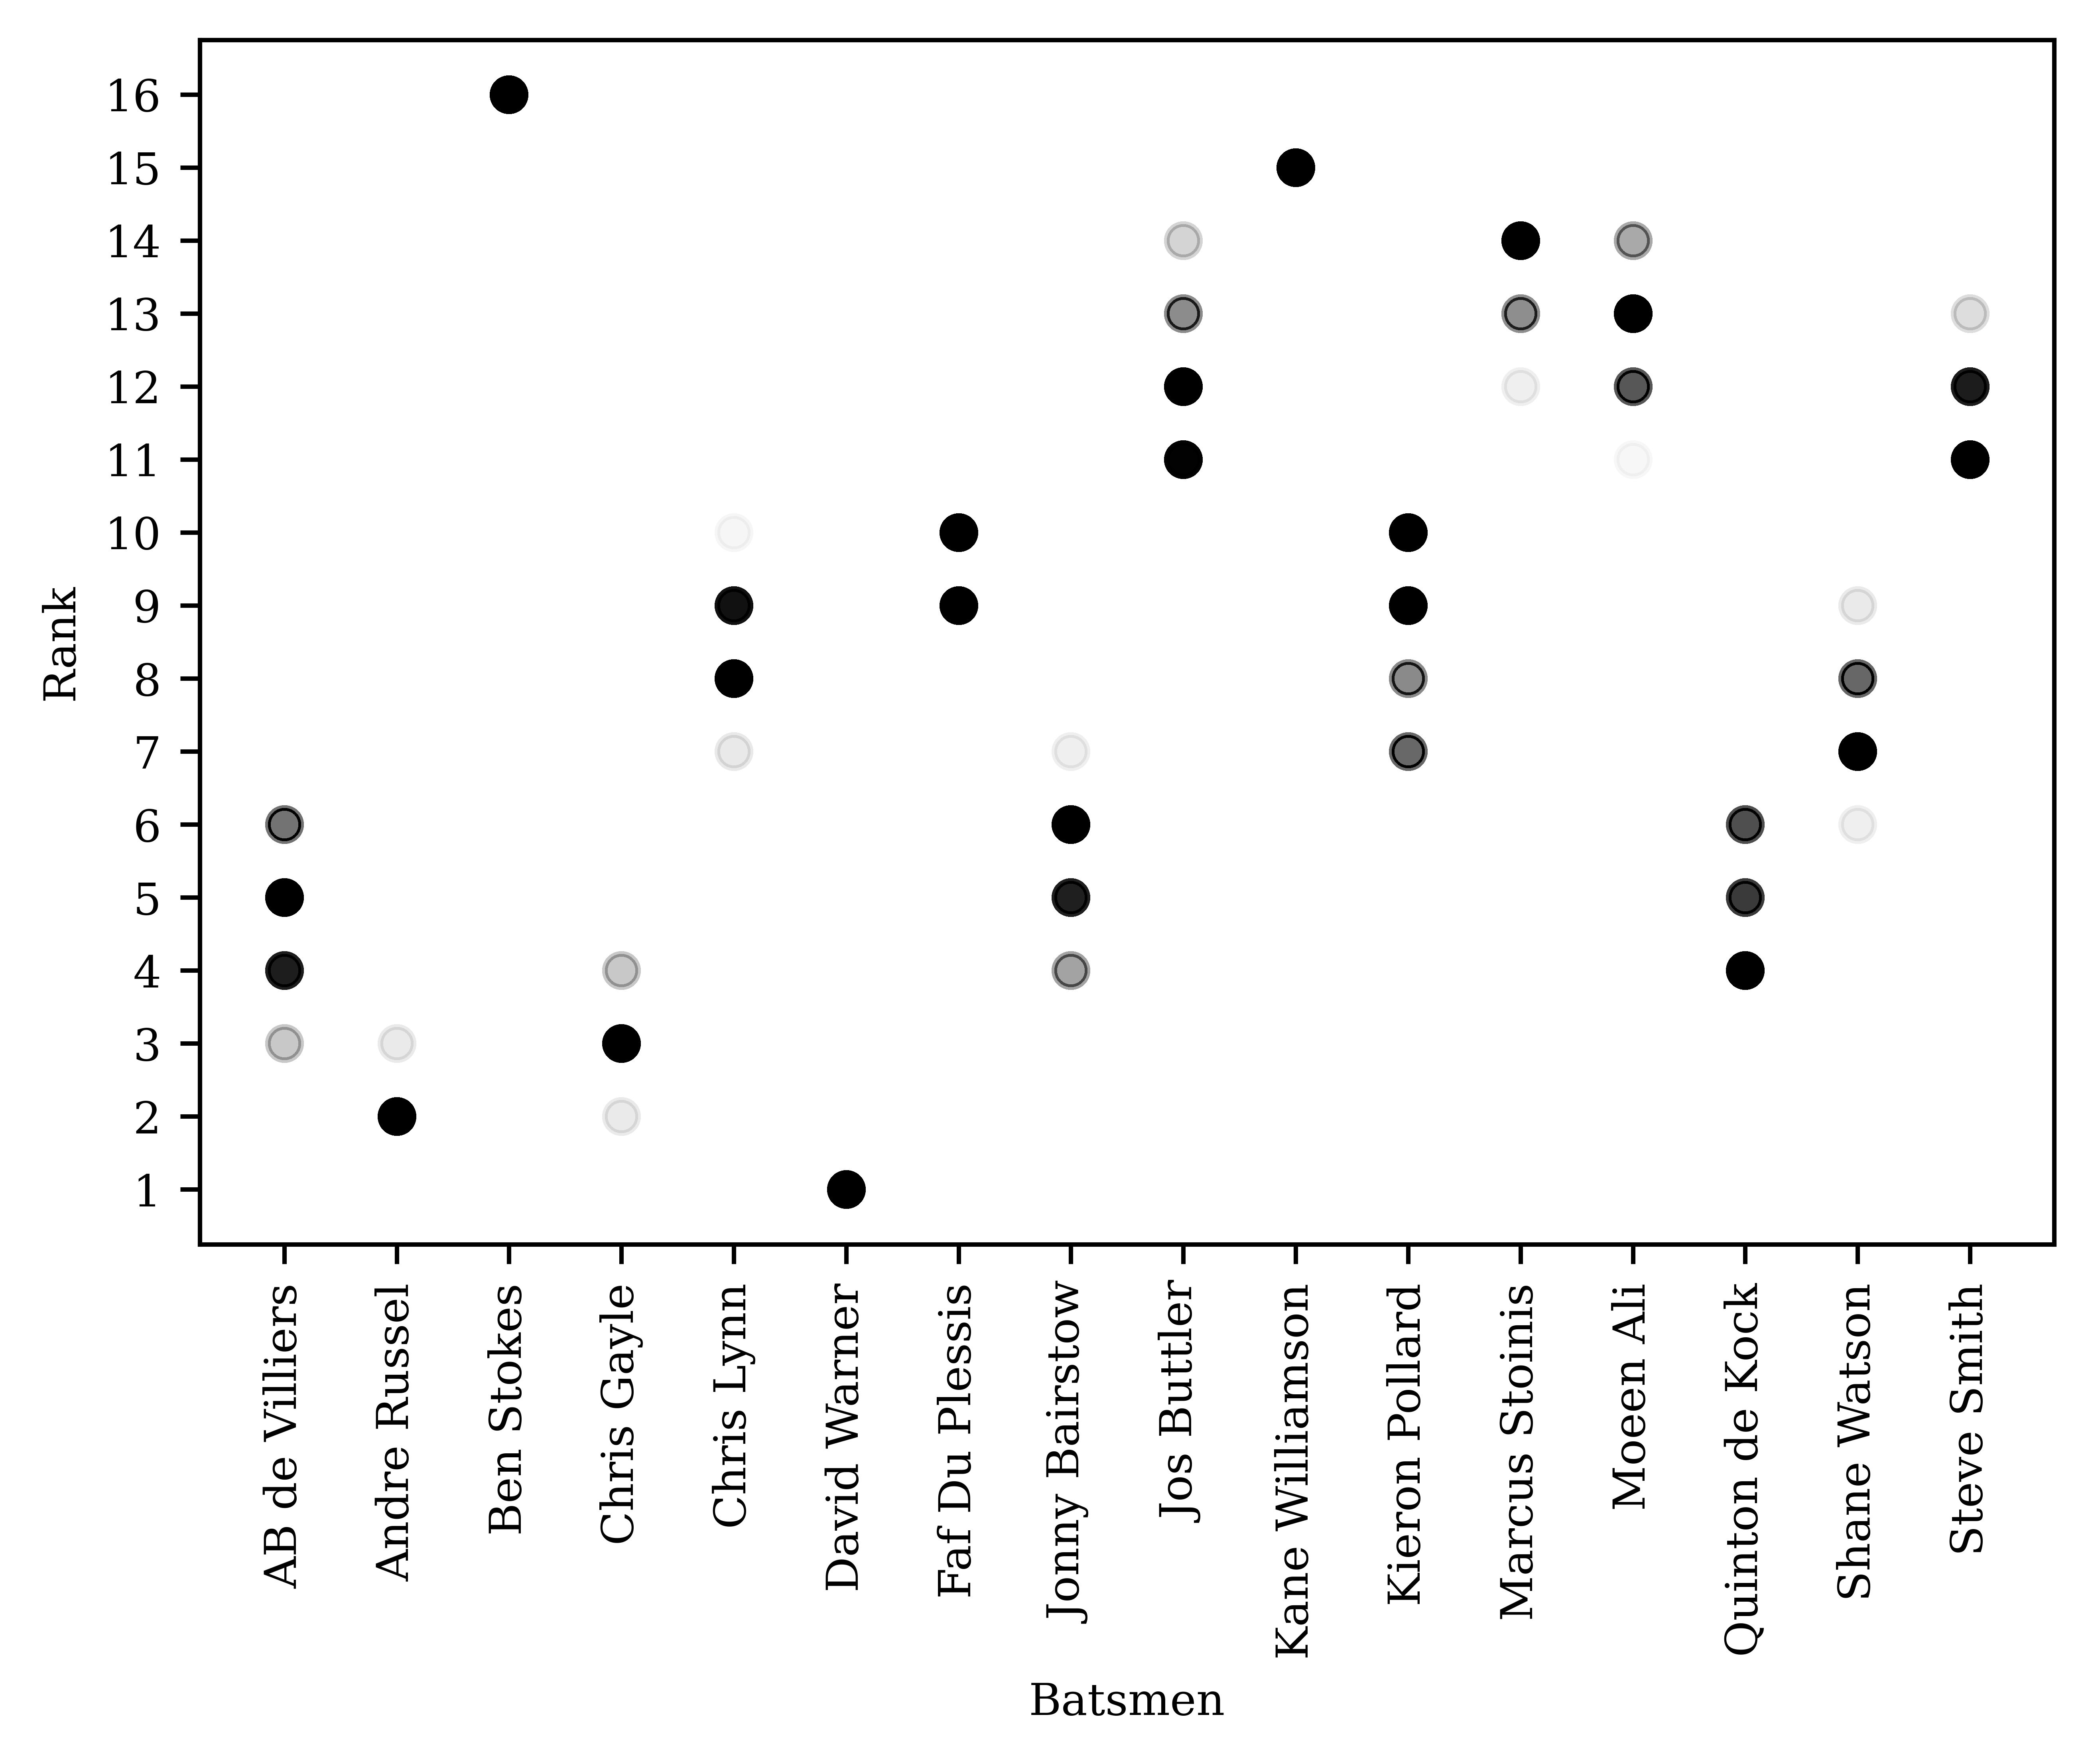 16
15
14
13
12
11
10
9
8
7
6
5
4
3
2
1
Rank
AB de Villiers
Andre Russel
Ben Stokes
Chris Gayle
Chris Lynn
David Warner
Faf Du Plessis
Jonny Bairstow
Jos Buttler
Kane Williamson
Kieron Pollard
Marcus Stoinis
Moeen Ali
Quinton de Kock
Shane Watson
Steve Smith
Batsmen